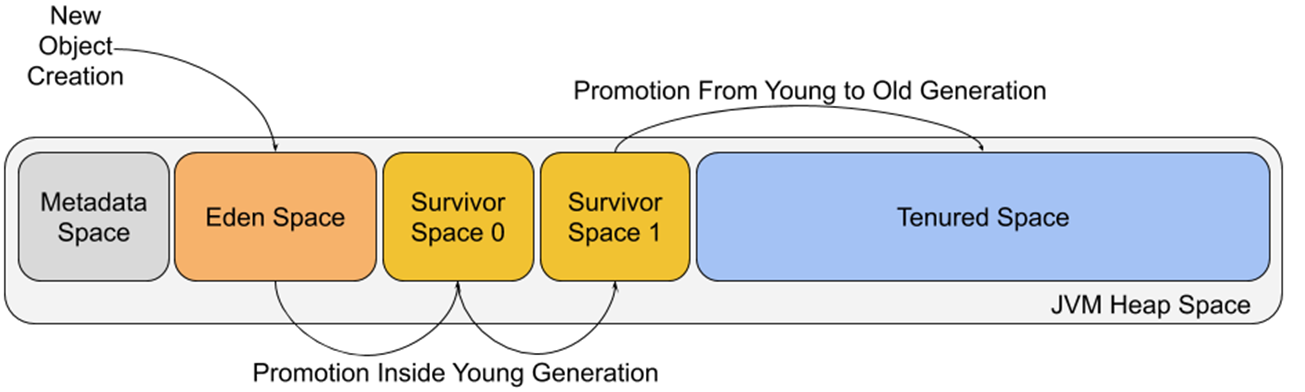 New
Object
Creation
Promotion From Young to Old Generation
Metadata
Space
Eden Space
Survivor
Space 0
Survivor
Space 1
Tenured Space
JVM Heap Space
Promotion Inside Young Generation